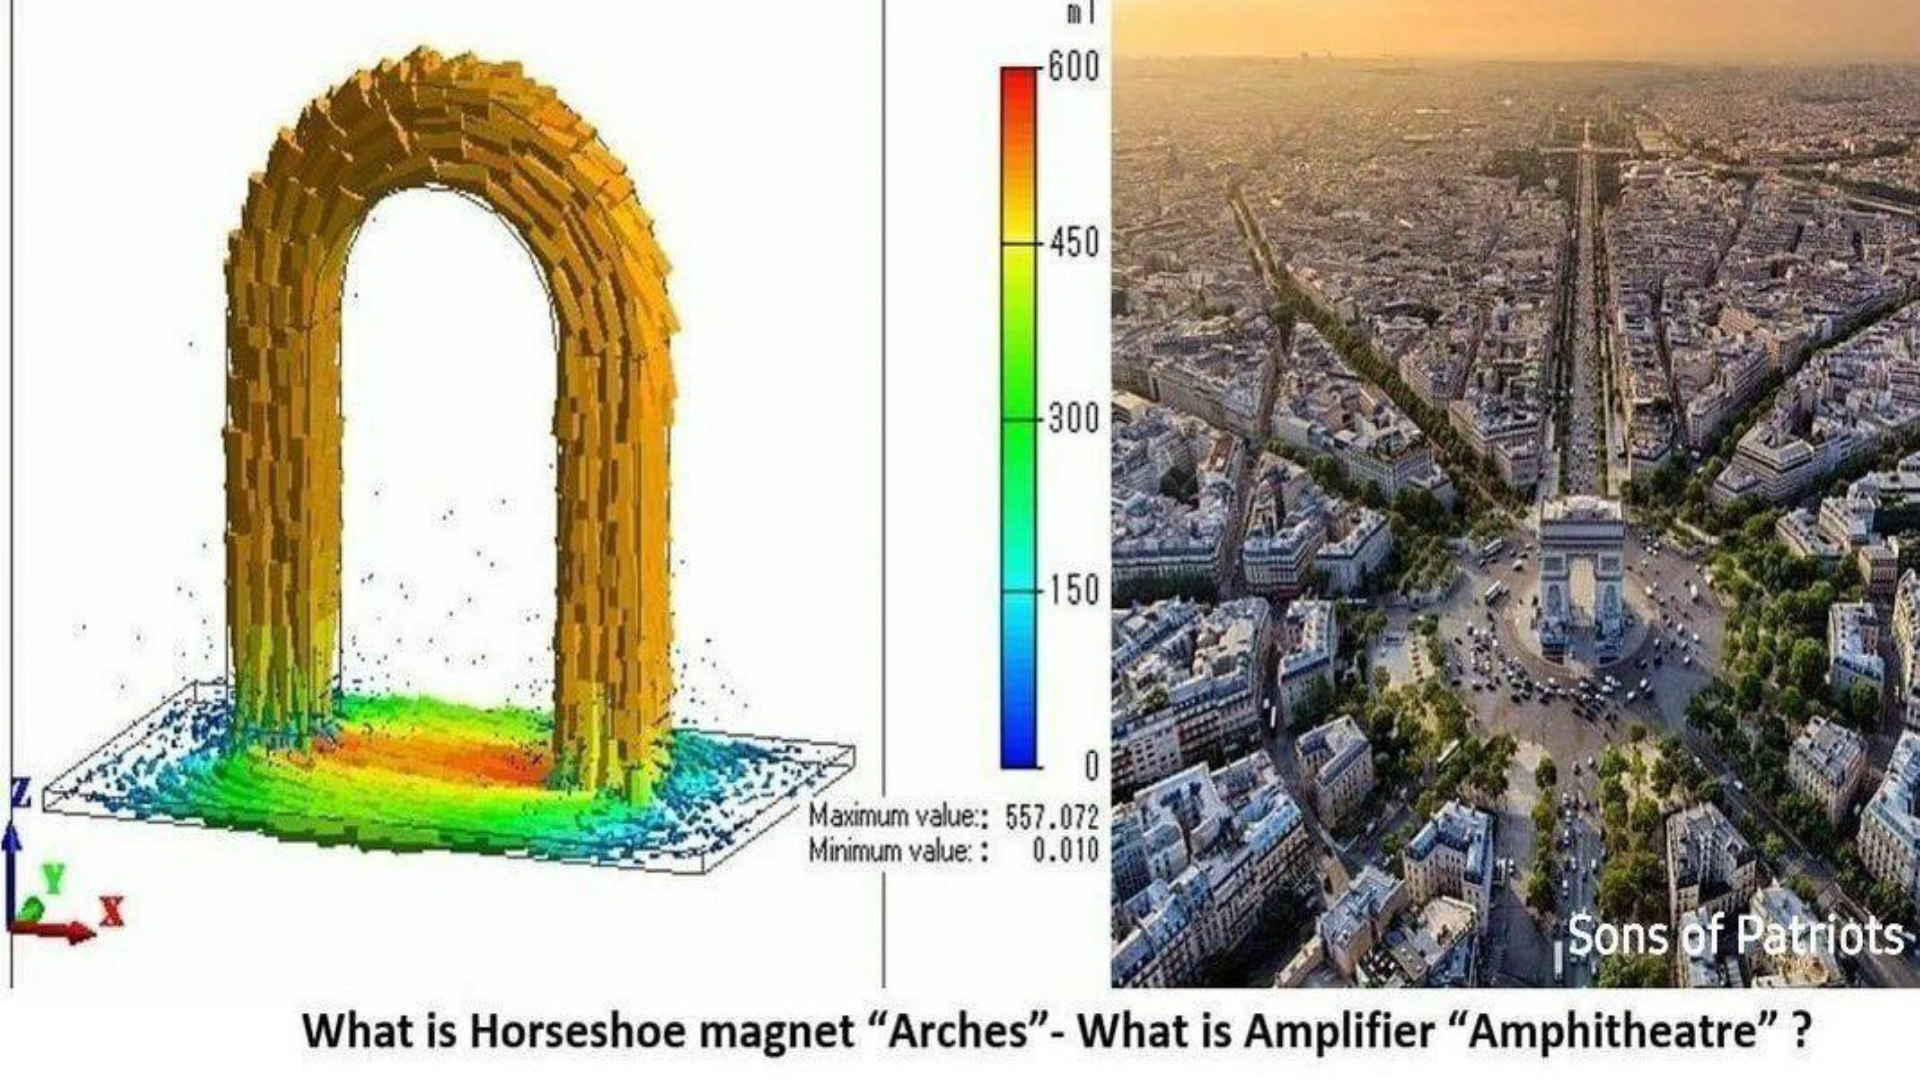 600
450
300
150
0
Maximum value:: 557.072
Minimum value: : 0.010
Z
Y
X
Sons of Patriots
What is Horseshoe magnet “Arches”- What is Amplifier “Amphitheatre” ?